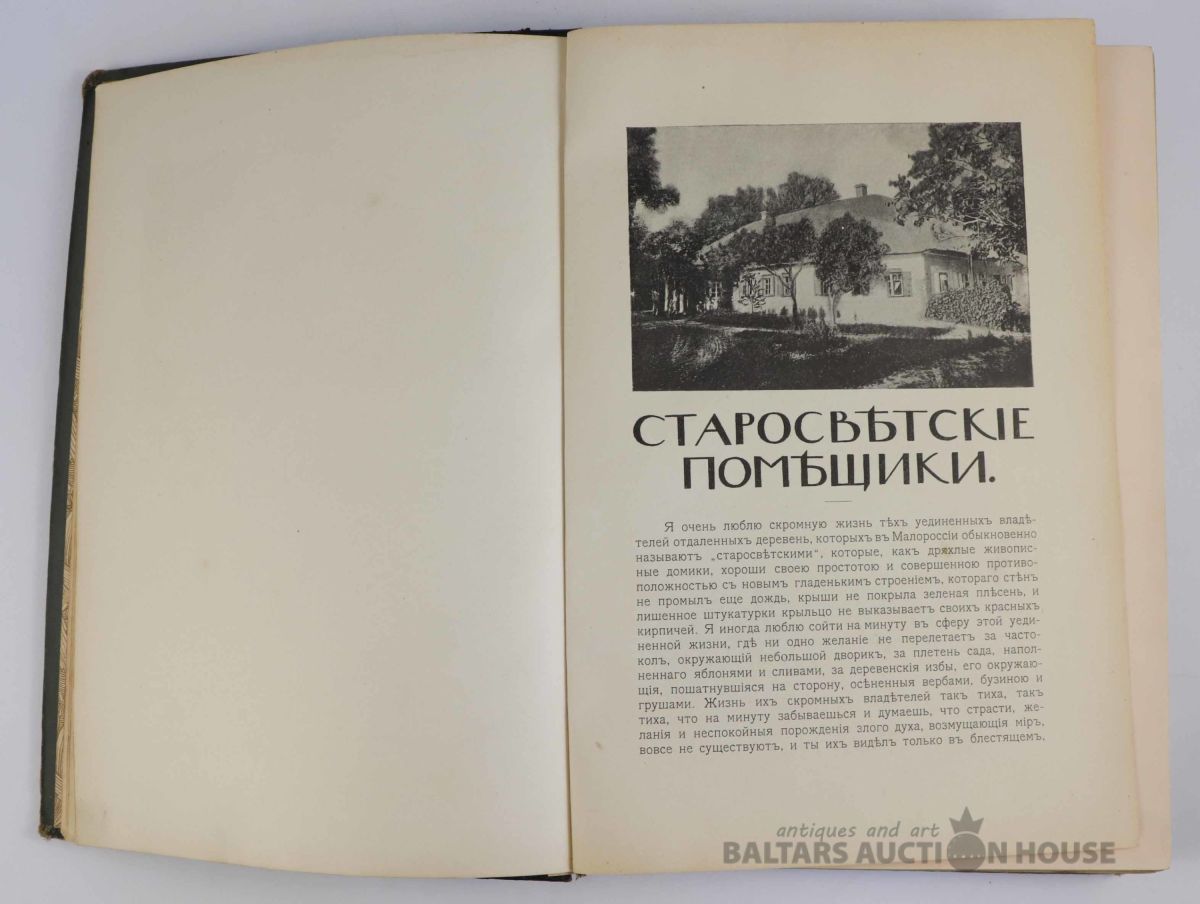 СТАРОСВѢТСКІЕ
ПОМѢЩИКИ.
Я очень люблю скромную жизнь тѣхъ уединенныхъ владѣ-
телей отдаленныхъ деревень, которыхъ въ Малороссіи обыкновенно
называютъ „старосвѣтскими“, которые, какъ дряхлые живопис-
ные домики, хороши своею простотою и совершенною противо-
положностью съ новымъ гладенькимъ строеніемъ, котораго стѣнъ
не промылъ еще дождь, крыши не покрыла зеленая плѣсень, и
лишенное штукатурки крыльцо не выказываетъ своихъ красныхъ
кирпичей. Я иногда люблю сойти на минуту въ сферу этой уеди-
ненной жизни, гдѣ ни одно желаніе не перелетаетъ за часто-
колъ, окружающій небольшой дворикъ, за плетень сада, напол-
неннаго яблонями и сливами, за деревенскія избы, его окружаю-
щія, пошатнувшіяся на сторону, осѣненныя вербами, бузиною и
грушами. Жизнь ихъ скромныхъ владѣтелей такъ тиха, такъ
тиха, что на минуту забываешься и думаешь, что страсти, же-
ланія и неспокойныя порожденія злого духа, возмущающія міръ,
вовсе не существуютъ, и ты ихъ видѣлъ только въ блестящемъ,
antiques and art
BALTARS AUCTION HOUSE